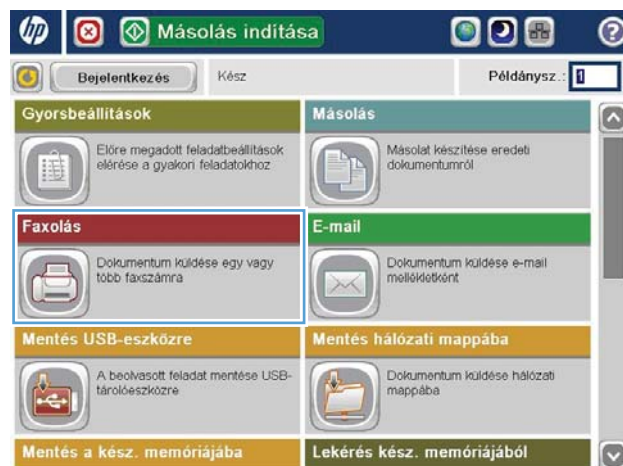 hp
Másolás indítása
?
Bejelentkezés
Kész
Példánysz.: 1
Gyorsbeállítások
Előre megadott feladatbeállítások
elérése a gyakori feladatokhoz
Másolás
Másolat készítése eredeti
dokumentumról
Faxolás
Dokumentum küldése egy vagy
több faxszámra
E-mail
Dokumentum küldése e-mail
mellékletként
Mentés USB-eszközre
A beolvasott feladat mentése USB-
tárolóeszközre
Mentés hálózati mappába
Dokumentum küldése hálózati
mappába
Mentés a kész. memóriájába
Lekérés kész. memóriájából